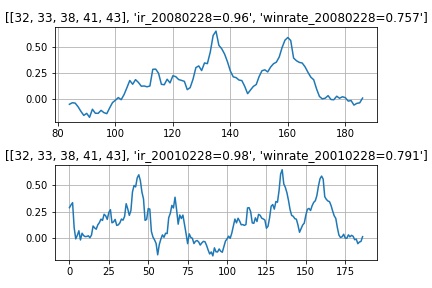 [[32, 33, 38, 41, 43], 'ir_20080228=0.96', 'winrate_20080228=0.757']
0.50
0.25
0.00
80 100 120 140 160 180
[[32, 33, 38, 41, 43], 'ir_20010228=0.98', 'winrate_20010228=0.791']
0.50
0.25
0.00
0 25 50 75 100 125 150 175